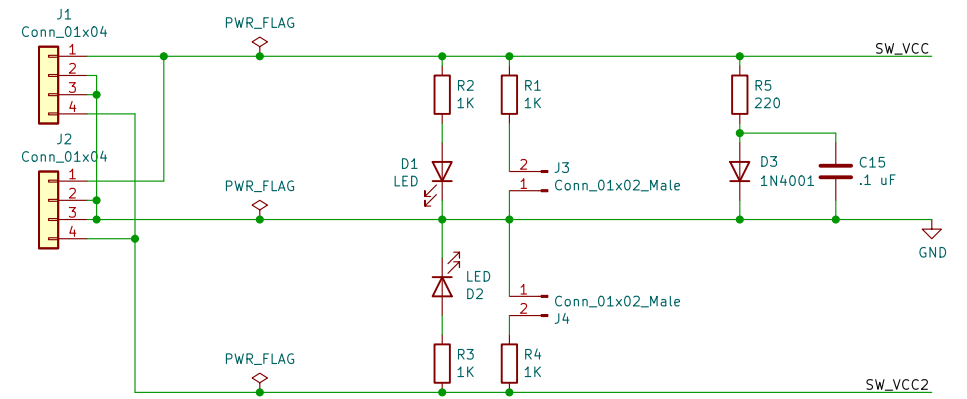 J1
Conn_01x04
1
2
3
4
J2
Conn_01x04
1
2
3
4
PWR_FLAG
PWR_FLAG
PWR_FLAG
R2
1K
R1
1K
D1
LED
2
1
J3
Conn_01x02_Male
LED
D2
1
2
Conn_01x02_Male
J4
R3
1K
R4
1K
SW_VCC
R5
220
D3
1N4001
C15
.1 uF
GND
SW_VCC2